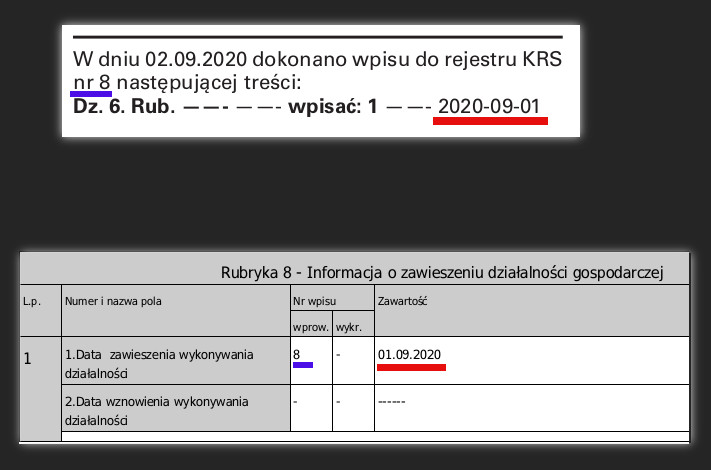 W dniu 02.09.2020 dokonano wpisu do rejestru KRS
nr 8 następującej treści:
Dz. 6. Rub. ——- ——- wpisać: 1 ——- 2020-09-01
Rubryka 8 - Informacja o zawieszeniu działalności gospodarczej
L.p. Numer i nazwa pola Nr wpisu Zawartość
wprow. wykr.
1 1.Data zawieszenia wykonywania działalności 8 - 01.09.2020
2.Data wznowienia wykonywania działalności - - ------